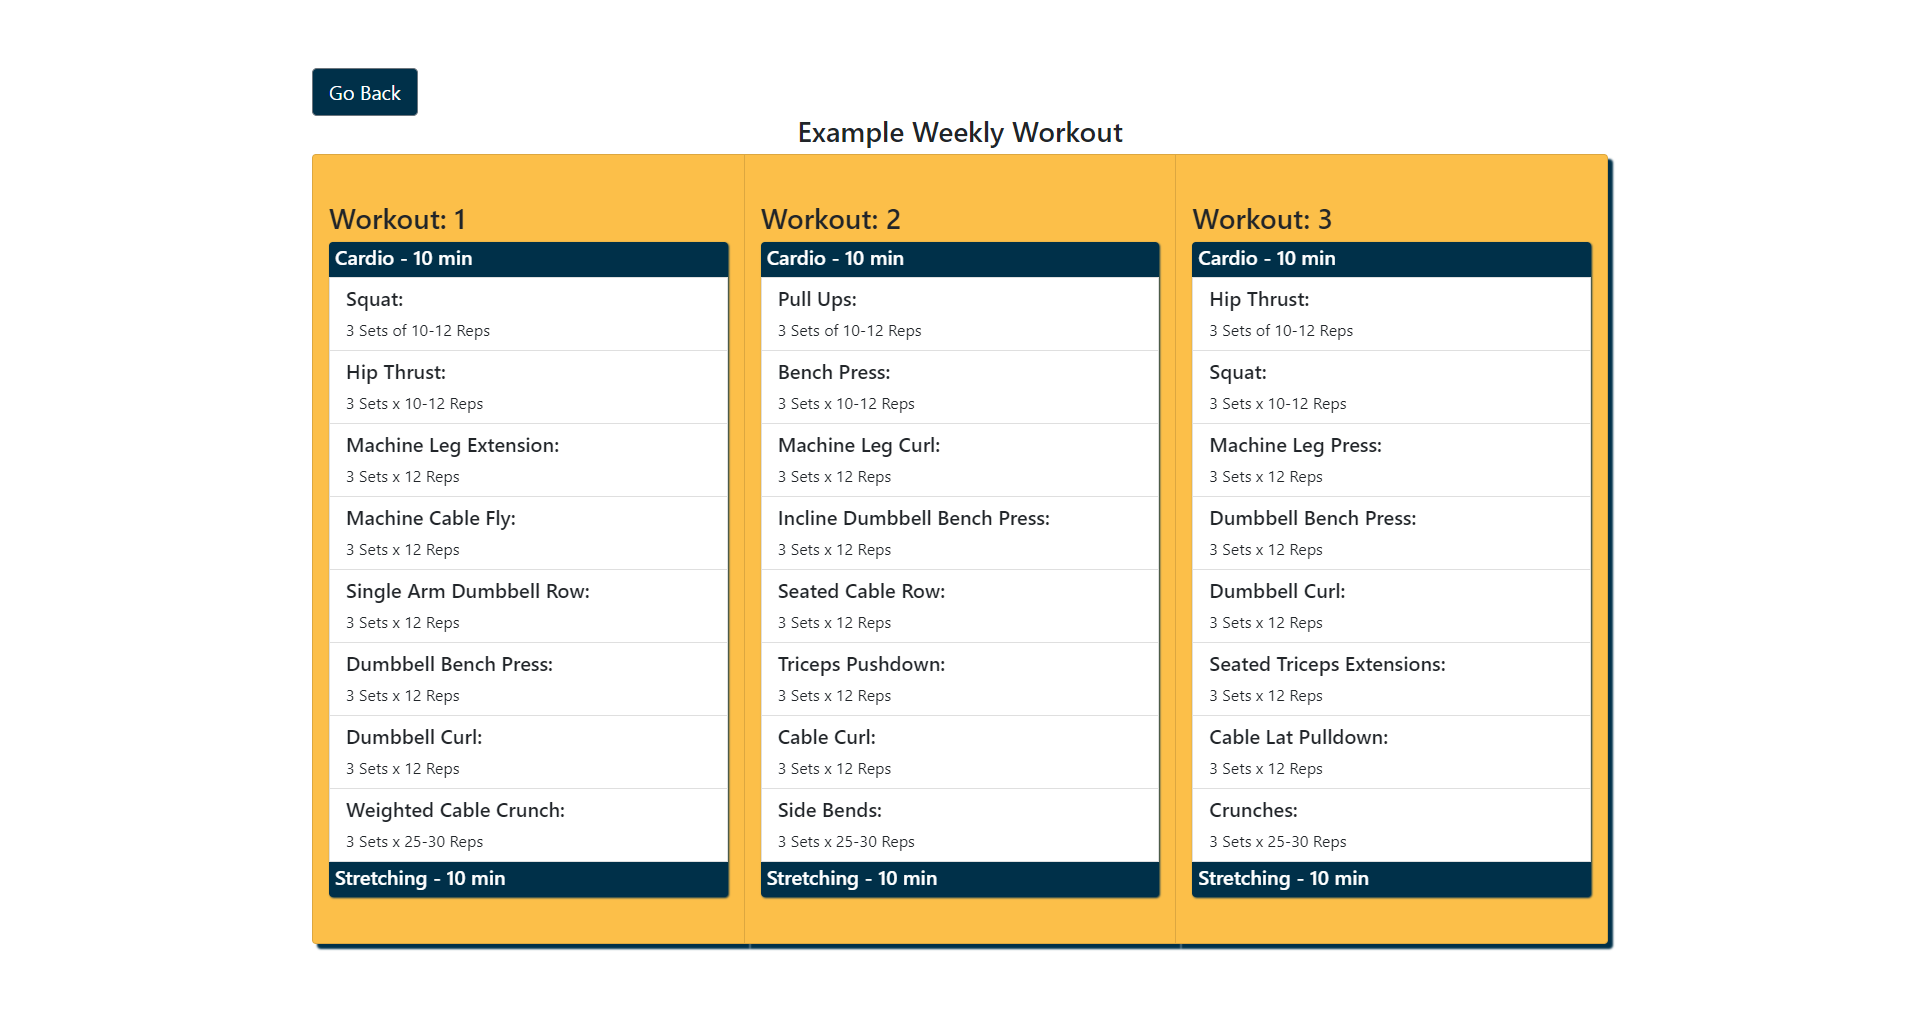 Go Back
Example Weekly Workout
Workout: 1
Cardio - 10 min
Squat:
3 Sets of 10-12 Reps
Hip Thrust:
3 Sets x 10-12 Reps
Machine Leg Extension:
3 Sets x 12 Reps
Machine Cable Fly:
3 Sets x 12 Reps
Single Arm Dumbbell Row:
3 Sets x 12 Reps
Dumbbell Bench Press:
3 Sets x 12 Reps
Dumbbell Curl:
3 Sets x 12 Reps
Weighted Cable Crunch:
3 Sets x 25-30 Reps
Stretching - 10 min
Workout: 2
Cardio - 10 min
Pull Ups:
3 Sets of 10-12 Reps
Bench Press:
3 Sets x 10-12 Reps
Machine Leg Curl:
3 Sets x 12 Reps
Incline Dumbbell Bench Press:
3 Sets x 12 Reps
Seated Cable Row:
3 Sets x 12 Reps
Triceps Pushdown:
3 Sets x 12 Reps
Cable Curl:
3 Sets x 12 Reps
Side Bends:
3 Sets x 25-30 Reps
Stretching - 10 min
Workout: 3
Cardio - 10 min
Hip Thrust:
3 Sets of 10-12 Reps
Squat:
3 Sets x 10-12 Reps
Machine Leg Press:
3 Sets x 12 Reps
Dumbbell Bench Press:
3 Sets x 12 Reps
Dumbbell Curl:
3 Sets x 12 Reps
Seated Triceps Extensions:
3 Sets x 12 Reps
Cable Lat Pulldown:
3 Sets x 12 Reps
Crunches:
3 Sets x 25-30 Reps
Stretching - 10 min